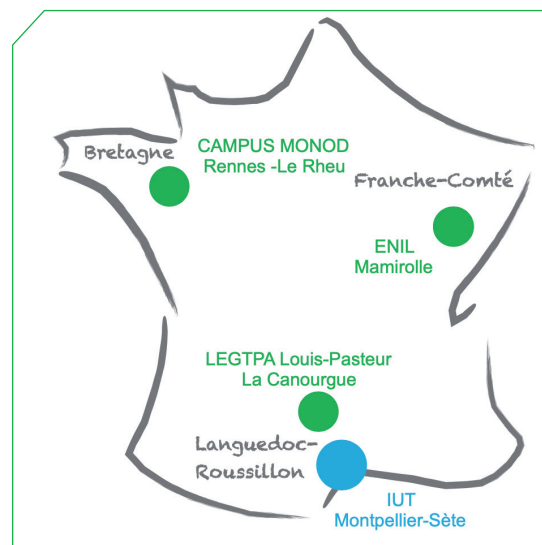 CAMPUS MONOD
Rennes -Le Rheu
Bretagne
Franche-Comté
ENIL
Mamirolle
LEGTPA Louis-Pasteur
La Canourgue
Languedoc-
Roussillon
IUT
Montpellier-Sète